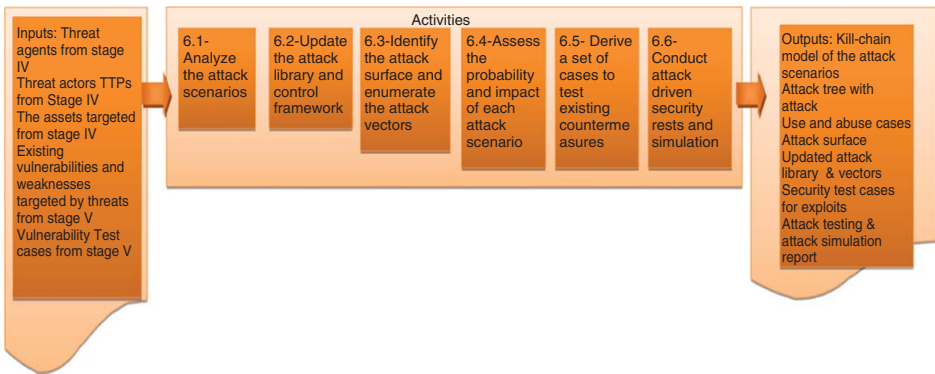 Inputs: Threat
agents from stage
IV
Threat actors TTPs
from Stage IV
The assets targeted
from stage IV
Existing
vulnerabilities and
weaknesses
targeted by threats
from stage V
Vulnerability Test
cases from stage V
Activities
6.1-
Analyze
the attack
scenarios
6.2-Update
the attack
library and
control
framework
6.3-Identify
the attack
surface and
enumerate
the attack
vectors
6.4-Assess
the
probability
and impact
of each
attack
scenario
6.5- Derive
a set of
cases to
test
existing
counterme
asures
6.6-
Conduct
attack
driven
security
rests and
simulation
Outputs: Kill-chain
model of the attack
scenarios
Attack tree with
attack
Use and abuse cases
Attack surface
Updated attack
library & vectors
Security test cases
for exploits
Attack testing &
attack simulation
report